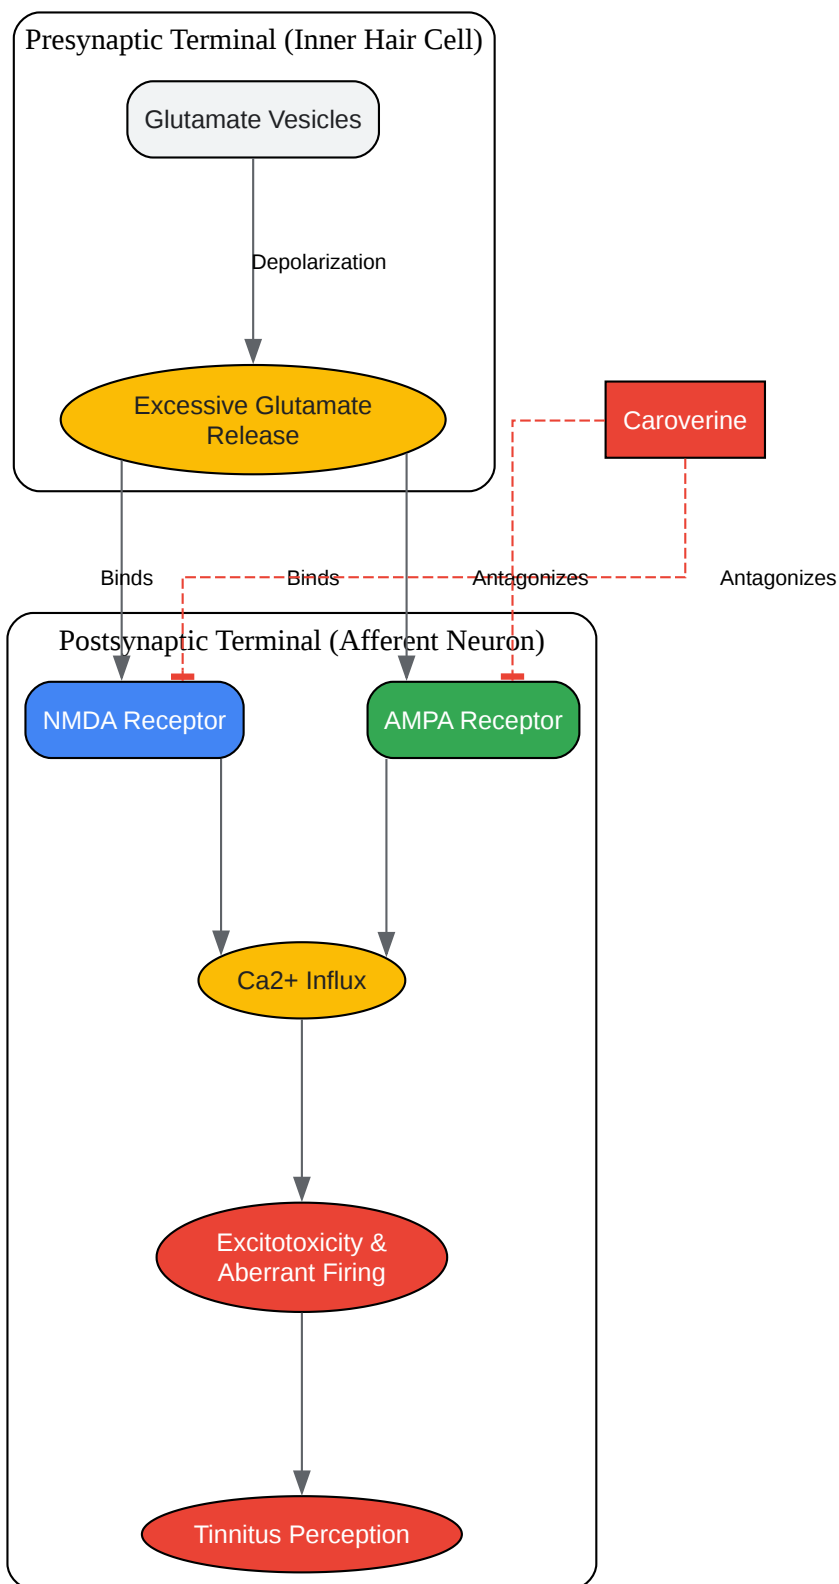 Presynaptic Terminal (Inner Hair Cell)
Glutamate Vesicles
Depolarization
Excessive Glutamate
Release
Caroverine
Binds
Binds
Antagonizes
Antagonizes
Postsynaptic Terminal (Afferent Neuron)
NMDA Receptor
AMPA Receptor
Ca2+ Influx
Excitotoxicity &
Aberrant Firing
Tinnitus Perception